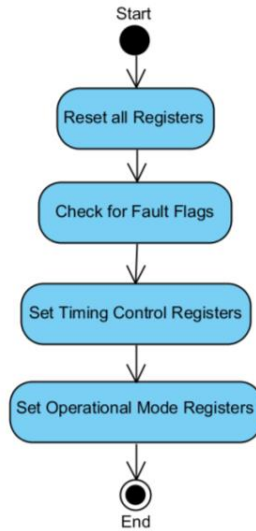 Start
Reset all Registers
Check for Fault Flags
Set Timing Control Registers
Set Operational Mode Registers
End